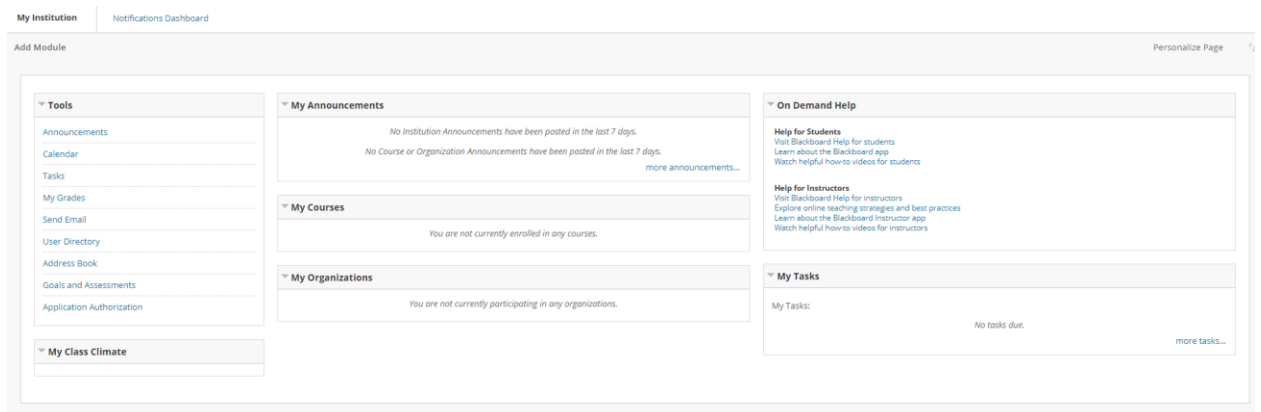 My Institution
Notifications Dashboard
Add Module
Personalize Page
Tools
Announcements
Calendar
Tasks
My Grades
Send Email
User Directory
Address Book
Goals and Assessments
Application Authorization
My Class Climate
My Announcements
No Institution Announcements have been posted in the last 7 days.
No Course or Organization Announcements have been posted in the last 7 days.
more announcements...
My Courses
You are not currently enrolled in any courses.
My Organizations
You are not currently participating in any organizations.
On Demand Help
Help for Students
Visit Blackboard Help for students
Learn about the Blackboard app
Watch helpful how-to videos for students
Help for Instructors
Visit Blackboard Help for instructors
Explore online teaching strategies and best practices
Learn about the Blackboard Instructor app
Watch helpful how-to videos for instructors
My Tasks
My Tasks:
No tasks due.
more tasks...